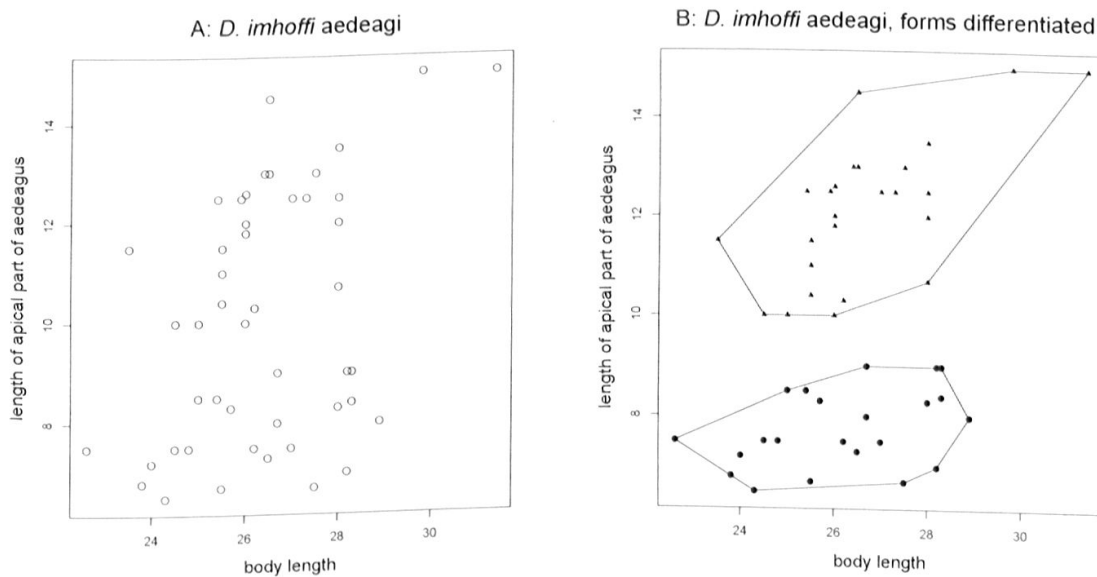 A: D. imhoffi aedeagi
length of apical part of aedeagus
14
12
10
8
24
26
28
30
body length
B: D. imhoffi aedeagi, forms differentiated
length of apical part of aedeagus
14
12
10
8
24
26
28
30
body length